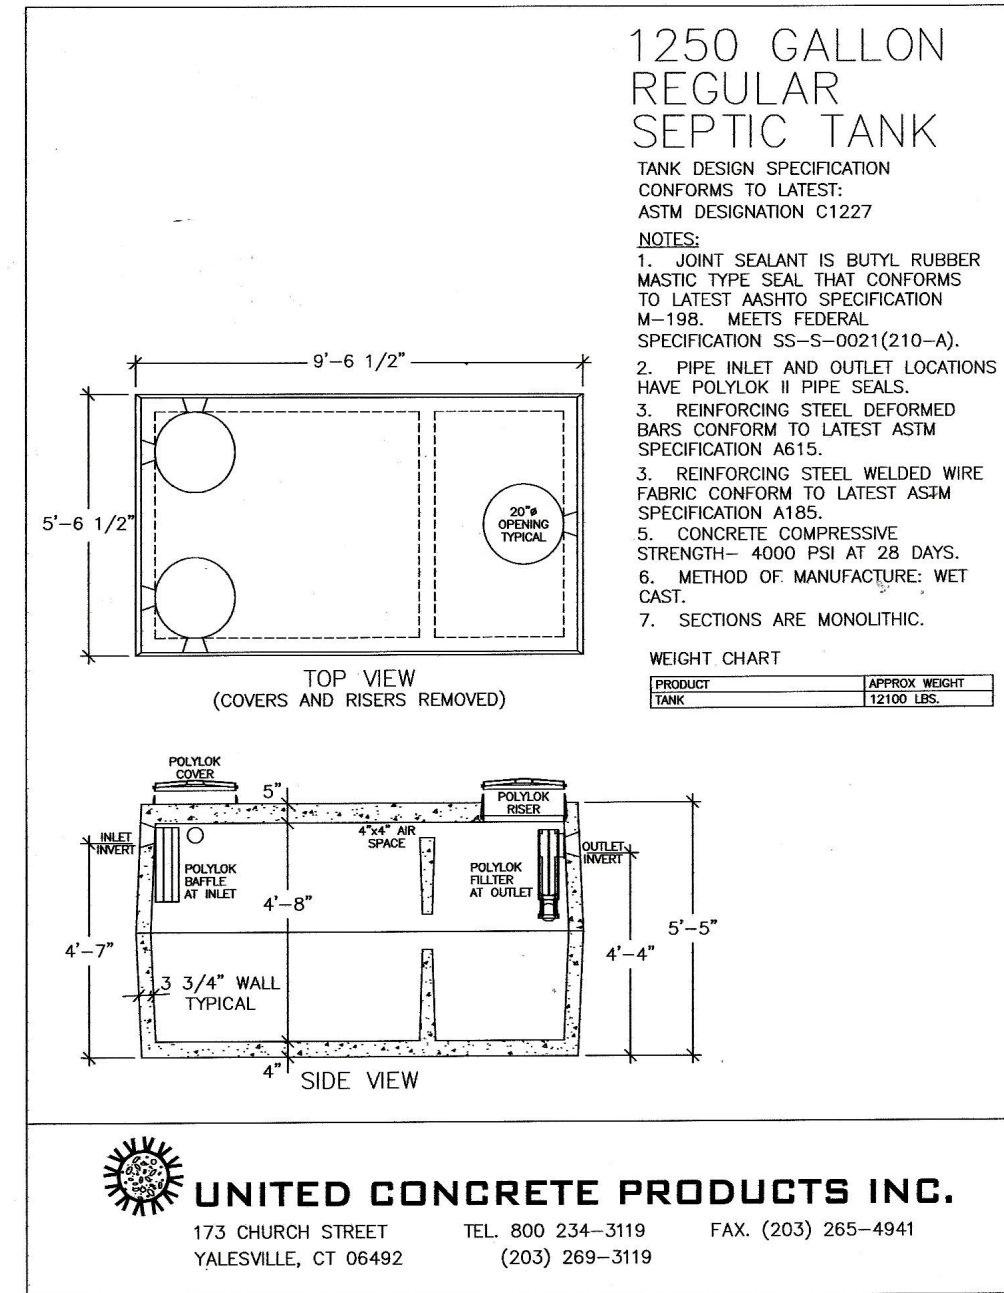 1250 GALLON
REGULAR
SEPTIC TANK
TANK DESIGN SPECIFICATION
CONFORMS TO LATEST:
ASTM DESIGNATION C1227
NOTES:
1. JOINT SEALANT IS BUTYL RUBBER
MASTIC TYPE SEAL THAT CONFORMS
TO LATEST AASHTO SPECIFICATION
M-198. MEETS FEDERAL
SPECIFICATION SS-S-0021(210-A).
2. PIPE INLET AND OUTLET LOCATIONS
HAVE POLYLOK II PIPE SEALS.
3. REINFORCING STEEL DEFORMED
BARS CONFORM TO LATEST ASTM
SPECIFICATION A615.
3. REINFORCING STEEL WELDED WIRE
FABRIC CONFORM TO LATEST ASTM
SPECIFICATION A185.
5. CONCRETE COMPRESSIVE
STRENGTH- 4000 PSI AT 28 DAYS.
6. METHOD OF MANUFACTURE: WET
CAST.
7. SECTIONS ARE MONOLITHIC.
WEIGHT CHART
PRODUCT APPROX WEIGHT
TANK 12100 LBS.
9'-6 1/2"
5'-6 1/2"
20"ø
OPENING
TYPICAL
TOP VIEW
(COVERS AND RISERS REMOVED)
POLYLOK
COVER
5"
POLYLOK
RISER
INLET
INVERT
4"x4" AIR
SPACE
OUTLET
INVERT
POLYLOK
BAFFLE
AT INLET
POLYLOK
FILLTER
AT OUTLET
4'-8"
5'-5"
4'-7"
4'-4"
3 3/4" WALL
TYPICAL
4"
SIDE VIEW
UNITED CONCRETE PRODUCTS INC.
173 CHURCH STREET TEL. 800 234-3119 FAX. (203) 265-4941
YALESVILLE, CT 06492 (203) 269-3119